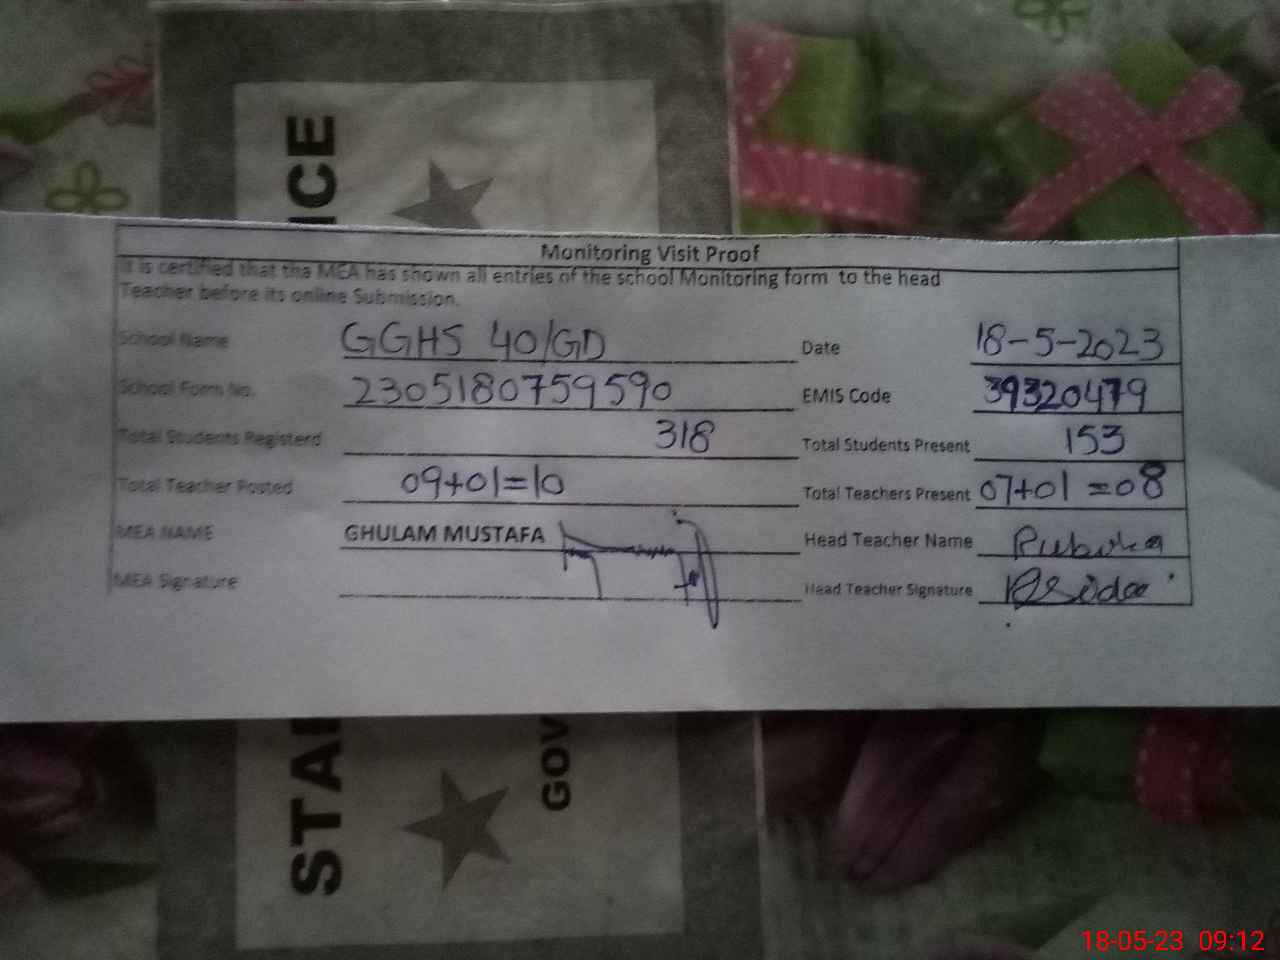 ICE
Monitoring Visit Proof
It is certified that tha MEA has shown all entries of the school Monitoring form to the head
Teacher before its online Submission.
School Name GGHS 40/GD Date 18-5-2023
School Form No. 2305180759590 EMIS Code 39320479
Total Students Registerd 318 Total Students Present 153
Total Teacher Posted 09+01=10 Total Teachers Present 07+01=08
MEA NAME GHULAM MUSTAFA Head Teacher Name
MEA Signature Head Teacher Signature
STA
GOV
18-05-23 09:12